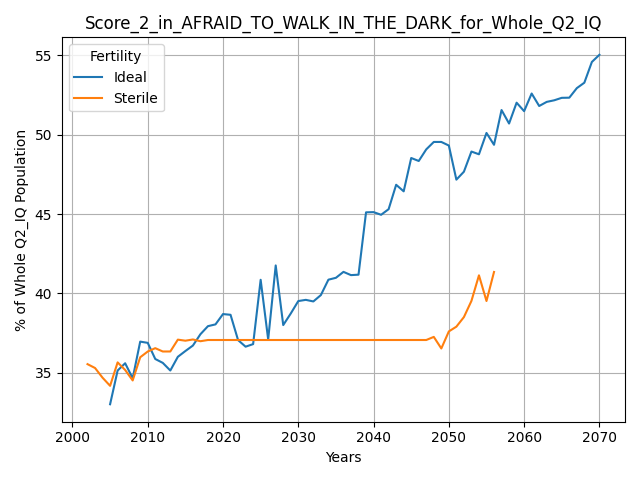 Score_2_in_AFRAID_TO_WALK_IN_THE_DARK_for_Whole_Q2_IQ
Fertility
Ideal
Sterile
% of Whole Q2_IQ Population
55
50
45
40
35
2000 2010 2020 2030 2040 2050 2060 2070
Years